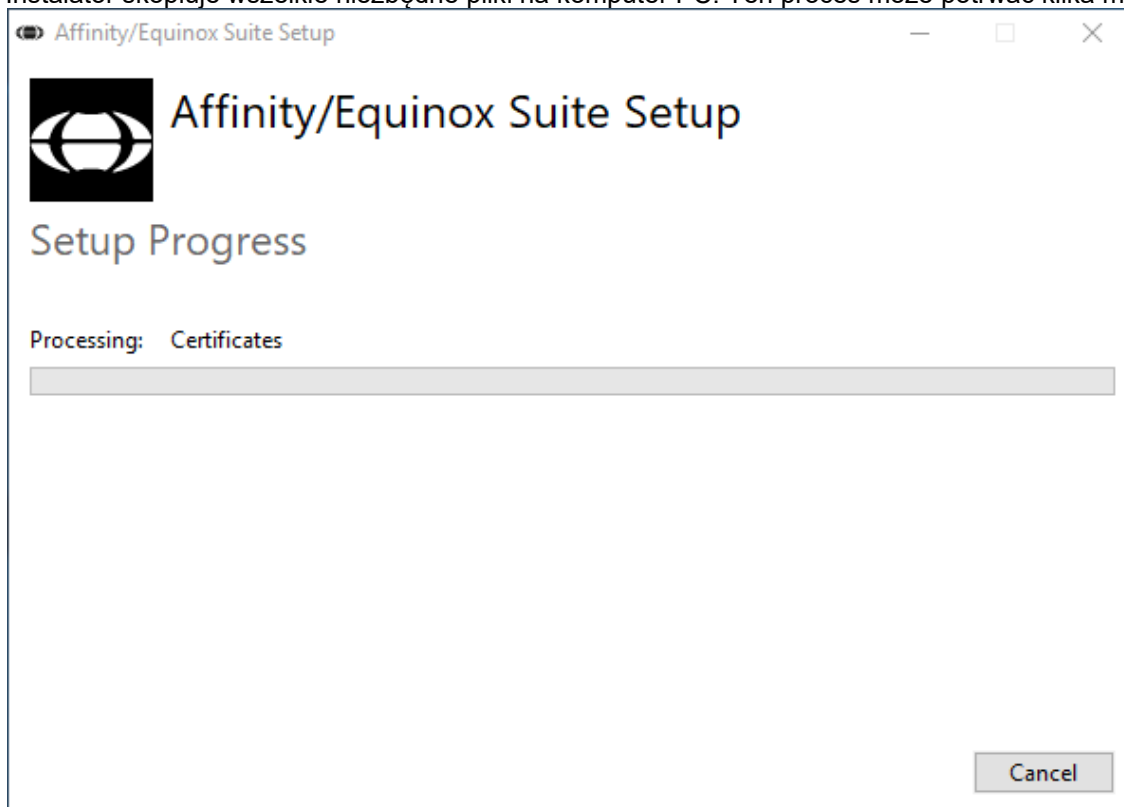 instalator skopiuje wszelkie niezbędne pliki na komputer PC. Ten proces może potrwać kilka
Affinity/Equinox Suite Setup
Affinity/Equinox Suite Setup
Setup Progress
Processing: Certificates
Cancel